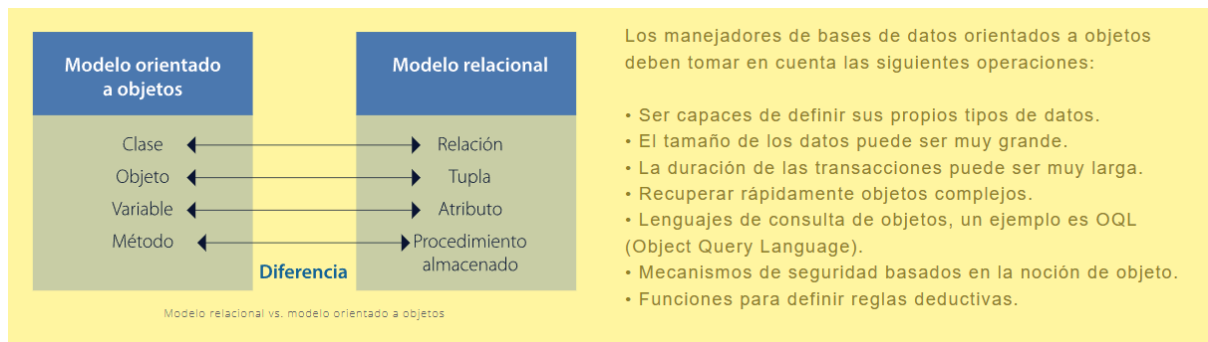 Modelo orientado
a objetos
Modelo relacional
Clase
Relación
Objeto
Tupla
Variable
Atributo
Método
Procedimiento
almacenado
Diferencia
Modelo relacional vs. modelo orientado a objetos
Los manejadores de bases de datos orientados a objetos
deben tomar en cuenta las siguientes operaciones:
• Ser capaces de definir sus propios tipos de datos.
• El tamaño de los datos puede ser muy grande.
• La duración de las transacciones puede ser muy larga.
• Recuperar rápidamente objetos complejos.
• Lenguajes de consulta de objetos, un ejemplo es OQL
(Object Query Language).
• Mecanismos de seguridad basados en la noción de objeto.
• Funciones para definir reglas deductivas.